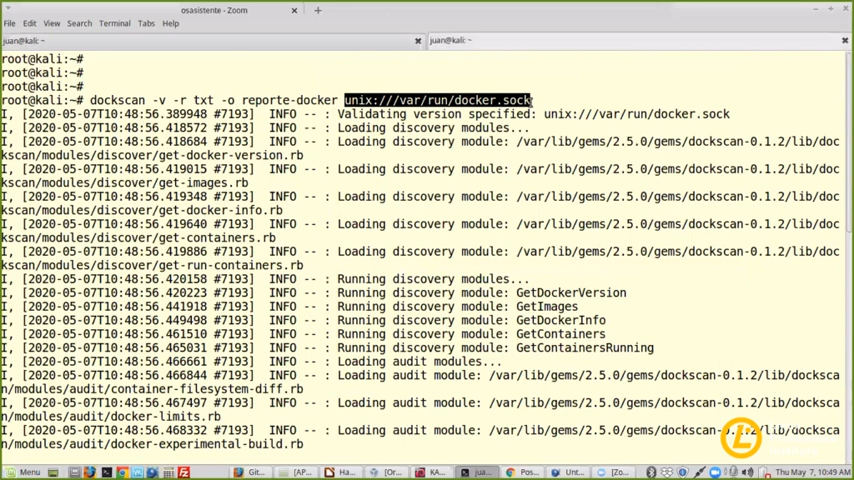 osasistente - Zoom
File Edit View Search Terminal Tabs Help
juan@kali: ~
juan@kali: ~
root@kali:~#
root@kali:~#
root@kali:~#
root@kali:~# dockscan -v -r txt -o reporte-docker unix:///var/run/docker.sock
I, [2020-05-07T10:48:56.389948 #7193]  INFO -- : Validating version specified: unix:///var/run/docker.sock
I, [2020-05-07T10:48:56.418572 #7193]  INFO -- : Loading discovery modules...
I, [2020-05-07T10:48:56.418684 #7193]  INFO -- : Loading discovery module: /var/lib/gems/2.5.0/gems/dockscan-0.1.2/lib/doc
kscan/modules/discover/get-docker-version.rb
I, [2020-05-07T10:48:56.419015 #7193]  INFO -- : Loading discovery module: /var/lib/gems/2.5.0/gems/dockscan-0.1.2/lib/doc
kscan/modules/discover/get-images.rb
I, [2020-05-07T10:48:56.419348 #7193]  INFO -- : Loading discovery module: /var/lib/gems/2.5.0/gems/dockscan-0.1.2/lib/doc
kscan/modules/discover/get-docker-info.rb
I, [2020-05-07T10:48:56.419640 #7193]  INFO -- : Loading discovery module: /var/lib/gems/2.5.0/gems/dockscan-0.1.2/lib/doc
kscan/modules/discover/get-containers.rb
I, [2020-05-07T10:48:56.419886 #7193]  INFO -- : Loading discovery module: /var/lib/gems/2.5.0/gems/dockscan-0.1.2/lib/doc
kscan/modules/discover/get-run-containers.rb
I, [2020-05-07T10:48:56.420158 #7193]  INFO -- : Running discovery modules...
I, [2020-05-07T10:48:56.420223 #7193]  INFO -- : Running discovery module: GetDockerVersion
I, [2020-05-07T10:48:56.441806 #7193]  INFO -- : Running discovery module: GetImages
I, [2020-05-07T10:48:56.449498 #7193]  INFO -- : Running discovery module: GetDockerInfo
I, [2020-05-07T10:48:56.461510 #7193]  INFO -- : Running discovery module: GetContainers
I, [2020-05-07T10:48:56.465031 #7193]  INFO -- : Running discovery module: GetContainersRunning
I, [2020-05-07T10:48:56.466661 #7193]  INFO -- : Loading audit modules...
I, [2020-05-07T10:48:56.466844 #7193]  INFO -- : Loading audit module: /var/lib/gems/2.5.0/gems/dockscan-0.1.2/lib/docksca
n/modules/audit/container-filesystem-diff.rb
I, [2020-05-07T10:48:56.467497 #7193]  INFO -- : Loading audit module: /var/lib/gems/2.5.0/gems/dockscan-0.1.2/lib/docksca
n/modules/audit/docker-limits.rb
I, [2020-05-07T10:48:56.468332 #7193]  INFO -- : Loading audit module: /var/lib/gems/2.5.0/gems/dockscan-0.1.2/lib/docksca
n/modules/audit/docker-experimental-build.rb
Menu Git... [AP... Ha... [Or... KA... jua... Pos... Unt... [Zo... Thu May 7, 10:49 AM